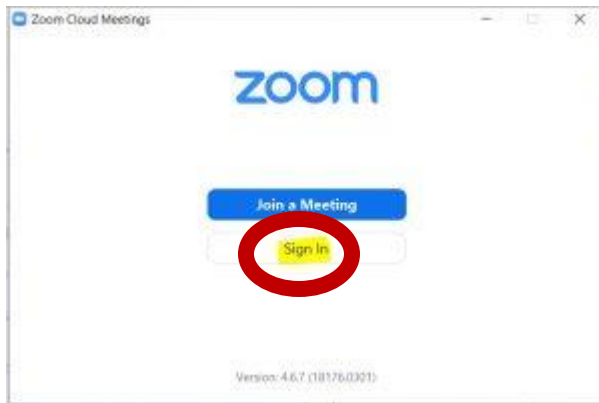 Zoom Cloud Meetings
zoom
Join a Meeting
Sign In
Version: 4.6.7 (18176.0301)